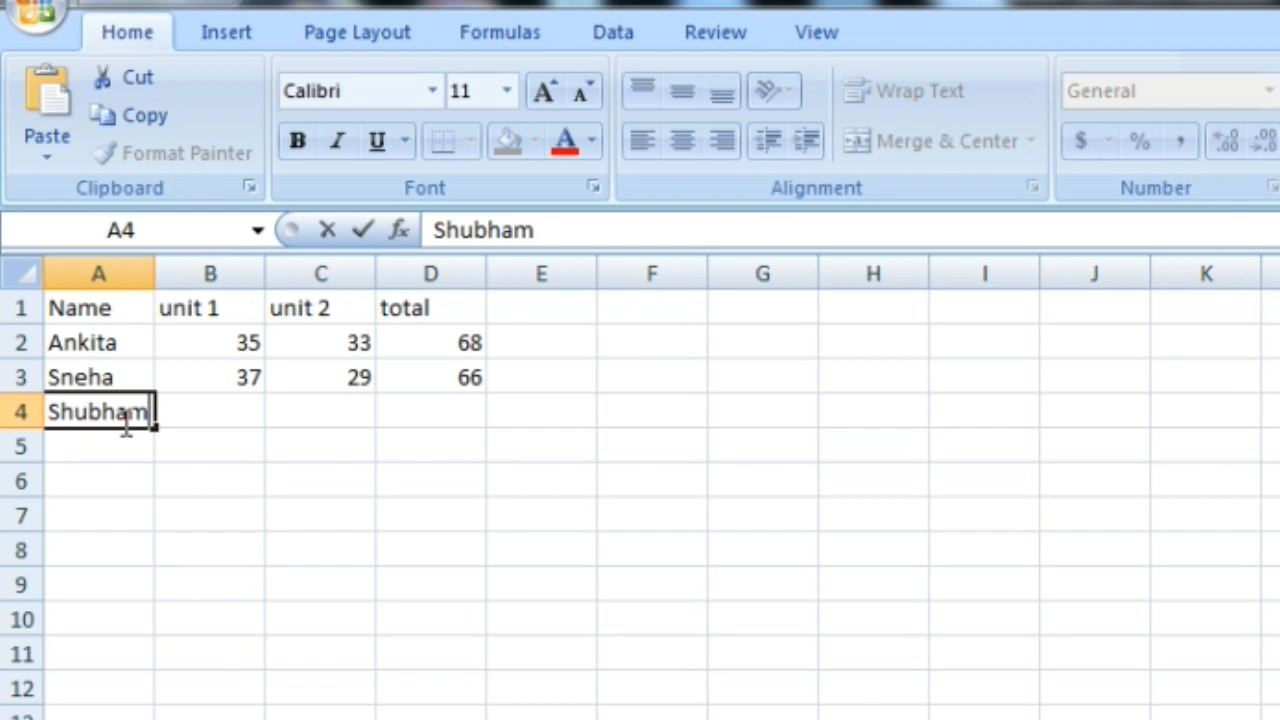 Home Insert Page Layout Formulas Data Review View
Cut
Calibri 11 Wrap Text General
Copy
Paste
B I U A Merge & Center $ % ,
Format Painter
Clipboard Font Alignment Number
A4 fx Shubham
A B C D E F G H I J K
1 Name unit 1 unit 2 total
2 Ankita 35 33 68
3 Sneha 37 29 66
4 Shubham
5
6
7
8
9
10
11
12